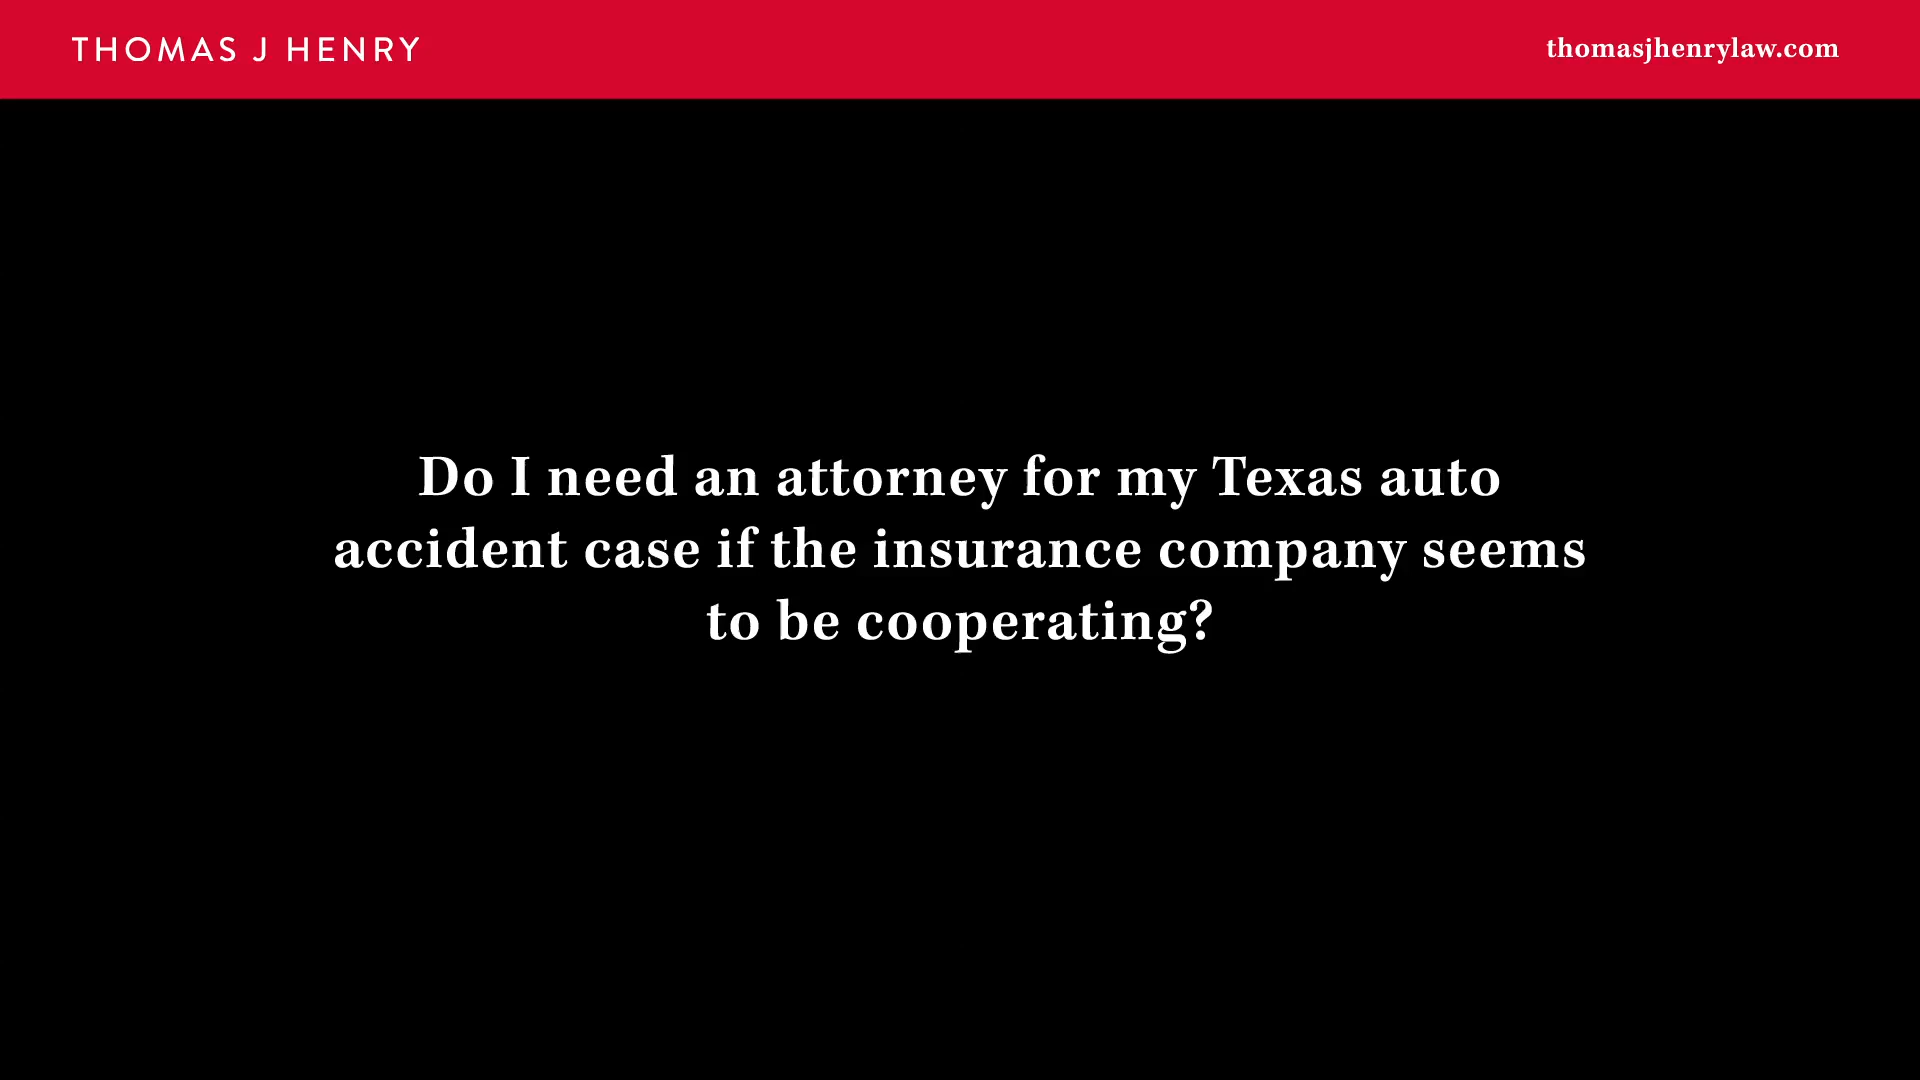 THOMAS J HENRY
thomasjhenrylaw.com
Do I need an attorney for my Texas auto
accident case if the insurance company seems
to be cooperating?